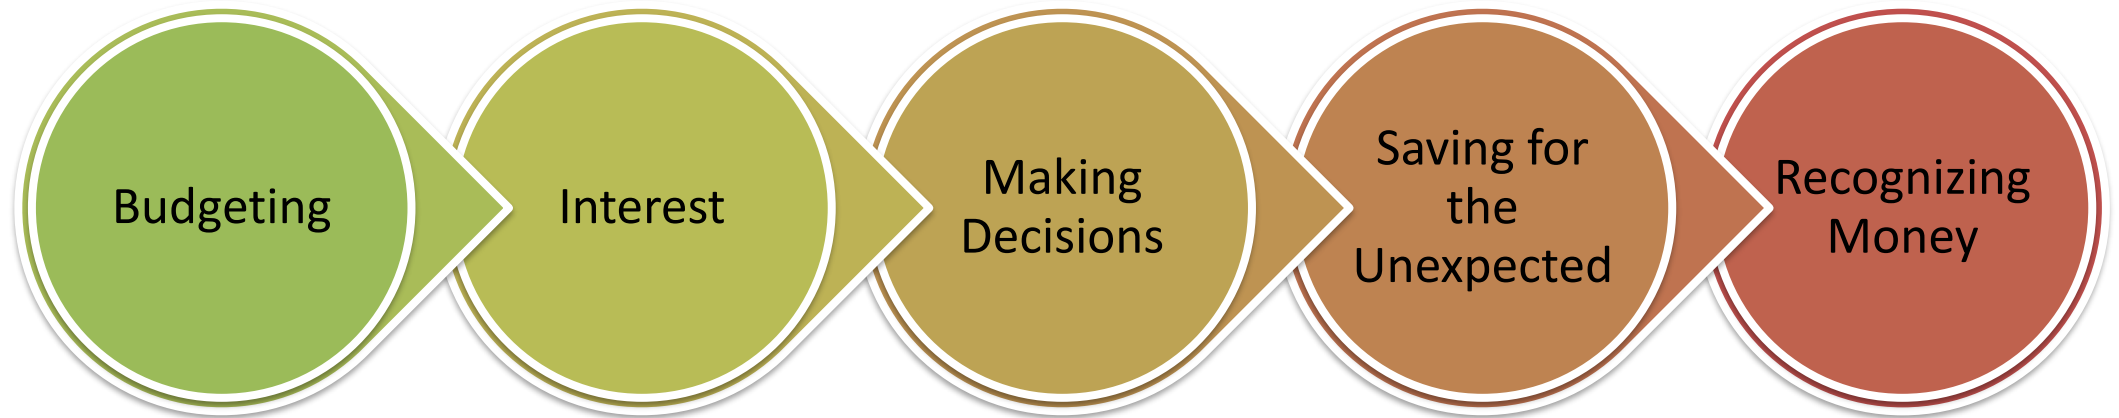 Budgeting
Interest
Making
Decisions
Saving for
the
Unexpected
Recognizing
Money